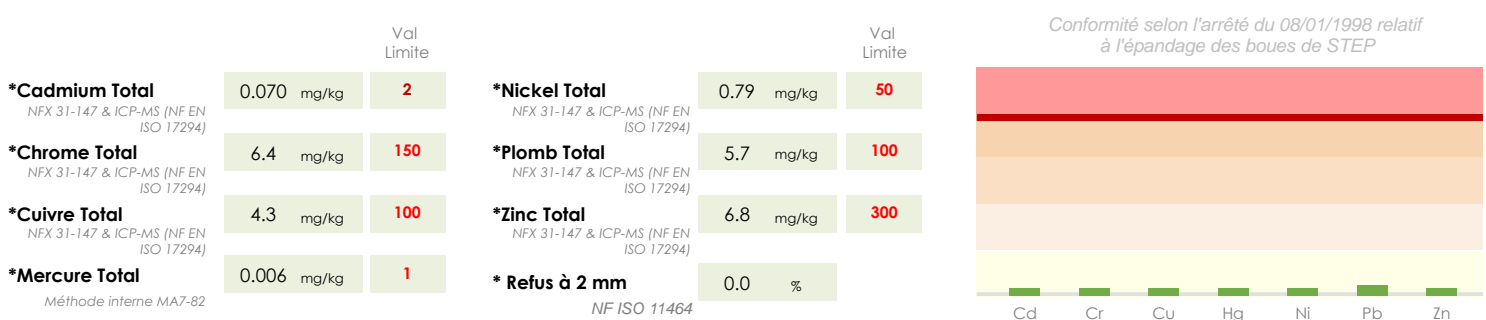 Val
Limite
*Cadmium Total 0.070 mg/kg 2
NFX 31-147 & ICP-MS (NF EN
ISO 17294)
*Chrome Total 6.4 mg/kg 150
NFX 31-147 & ICP-MS (NF EN
ISO 17294)
*Cuivre Total 4.3 mg/kg 100
NFX 31-147 & ICP-MS (NF EN
ISO 17294)
*Mercure Total 0.006 mg/kg 1
Méthode interne MA7-82
Val
Limite
*Nickel Total 0.79 mg/kg 50
NFX 31-147 & ICP-MS (NF EN
ISO 17294)
*Plomb Total 5.7 mg/kg 100
NFX 31-147 & ICP-MS (NF EN
ISO 17294)
*Zinc Total 6.8 mg/kg 300
NFX 31-147 & ICP-MS (NF EN
ISO 17294)
* Refus à 2 mm 0.0 %
NF ISO 11464
Conformité selon l'arrêté du 08/01/1998 relatif
à l'épandage des boues de STEP
Cd Cr Cu Hg Ni Pb Zn